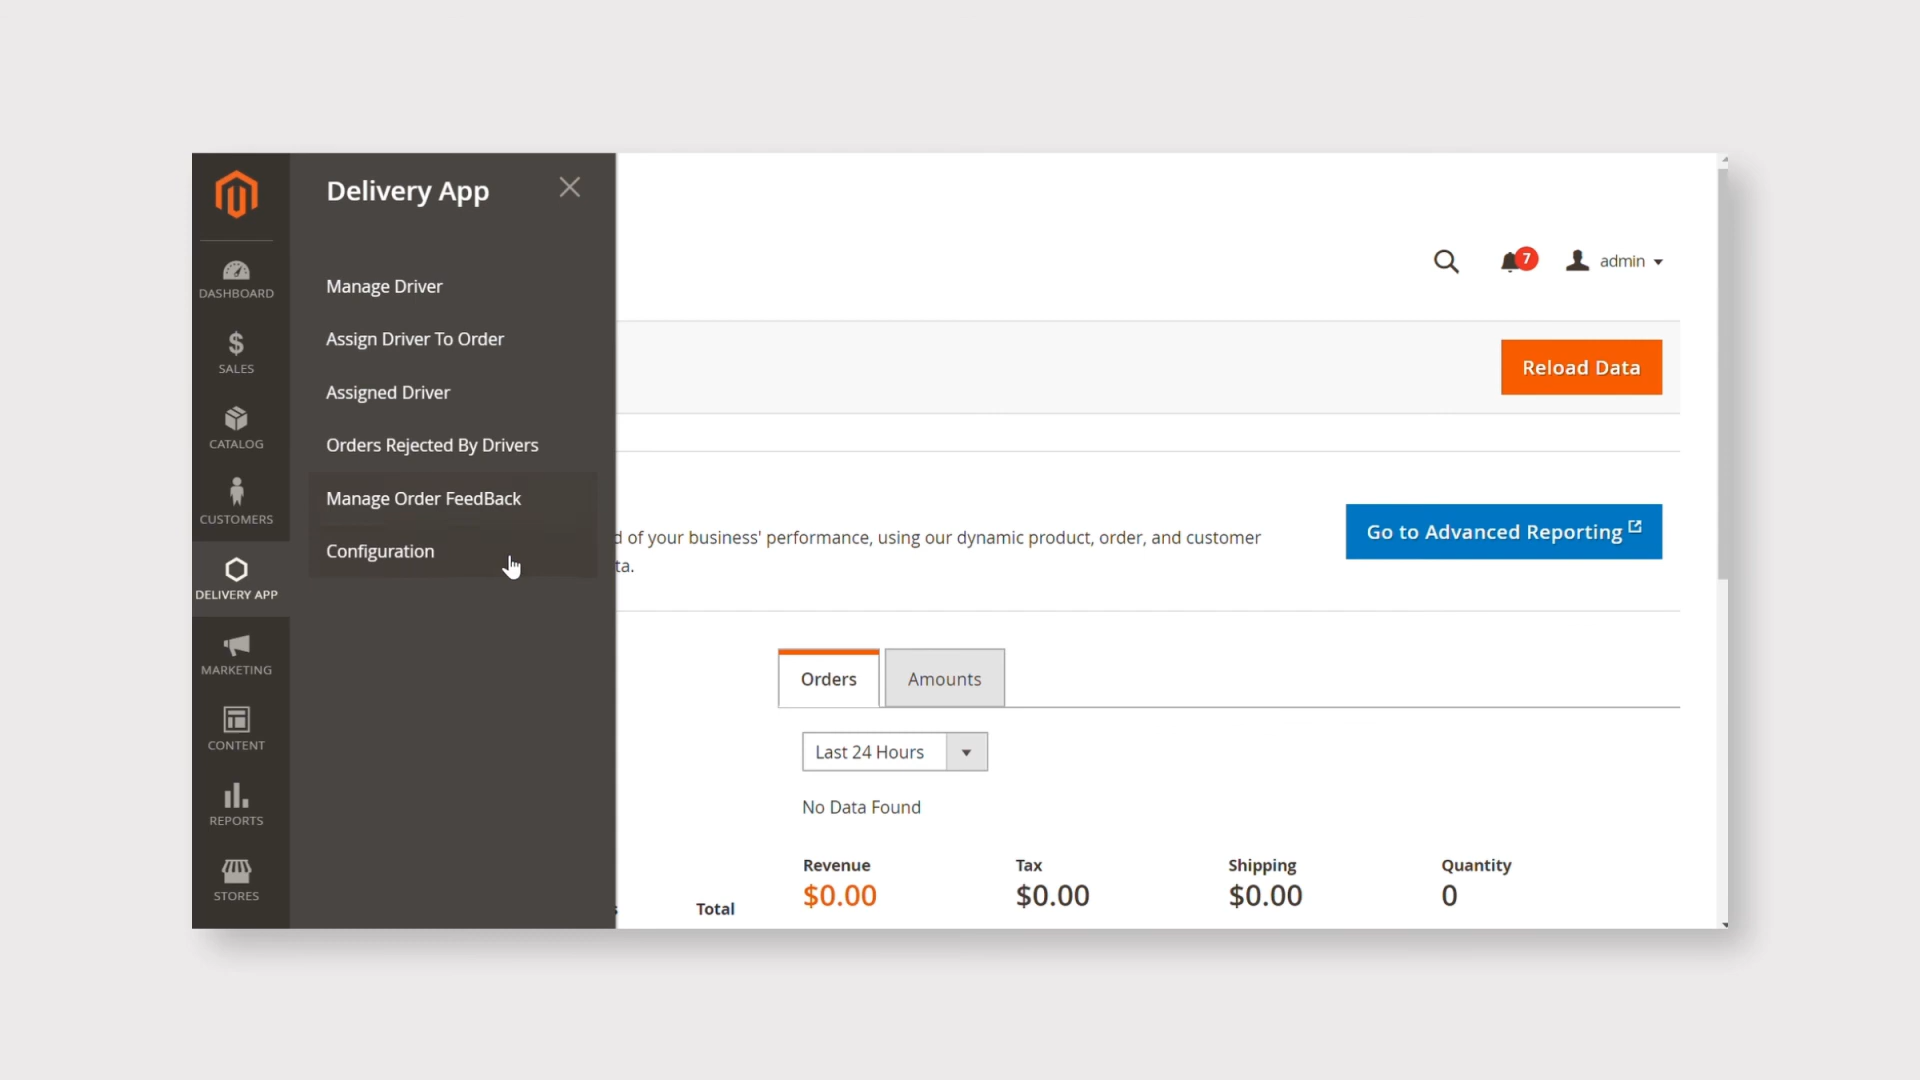 Delivery App
Manage Driver
Assign Driver To Order
Assigned Driver
Orders Rejected By Drivers
Manage Order FeedBack
Configuration
DASHBOARD
SALES
CATALOG
CUSTOMERS
DELIVERY APP
MARKETING
CONTENT
REPORTS
STORES
7
admin
Reload Data
d of your business' performance, using our dynamic product, order, and customer
ta.
Go to Advanced Reporting
Orders
Amounts
Last 24 Hours
No Data Found
Revenue
Tax
Shipping
Quantity
$0.00
$0.00
$0.00
0
s
Total